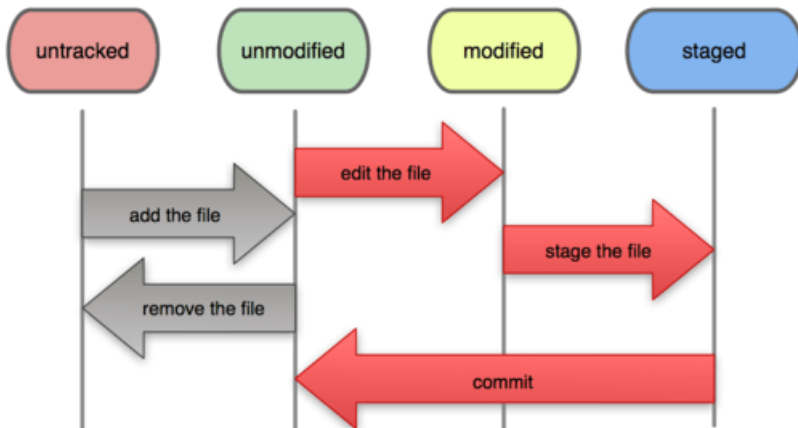 untracked
unmodified
modified
staged
edit the file
add the file
stage the file
remove the file
commit